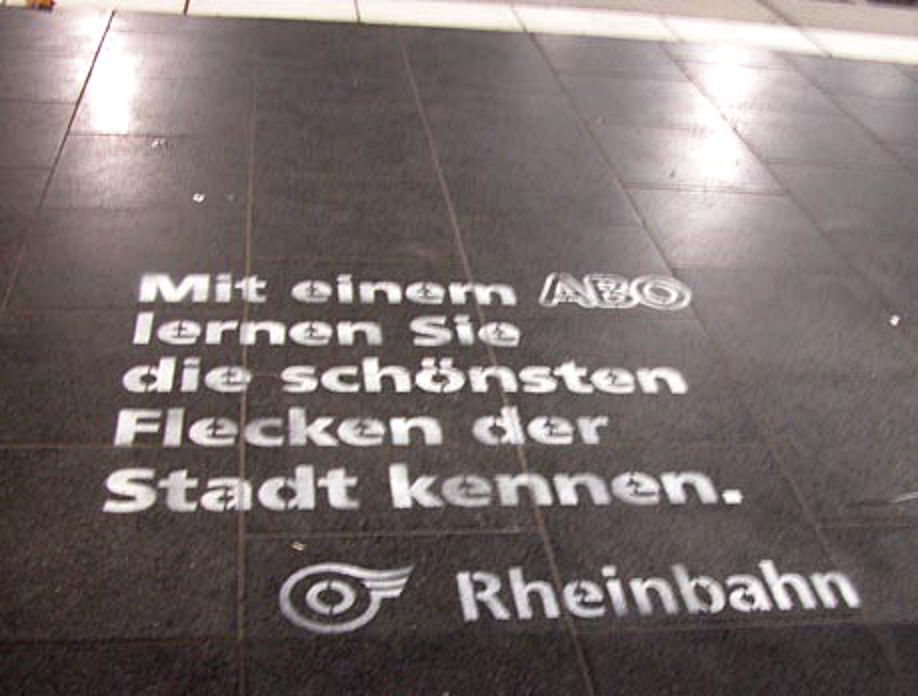 Mit einem ABO
lernen Sie
die schönsten
Flecken der
Stadt kennen.
Rheinbahn